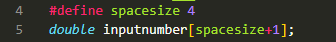 4 #define spacesize 4
5 double inputnumber[spacesize+1];